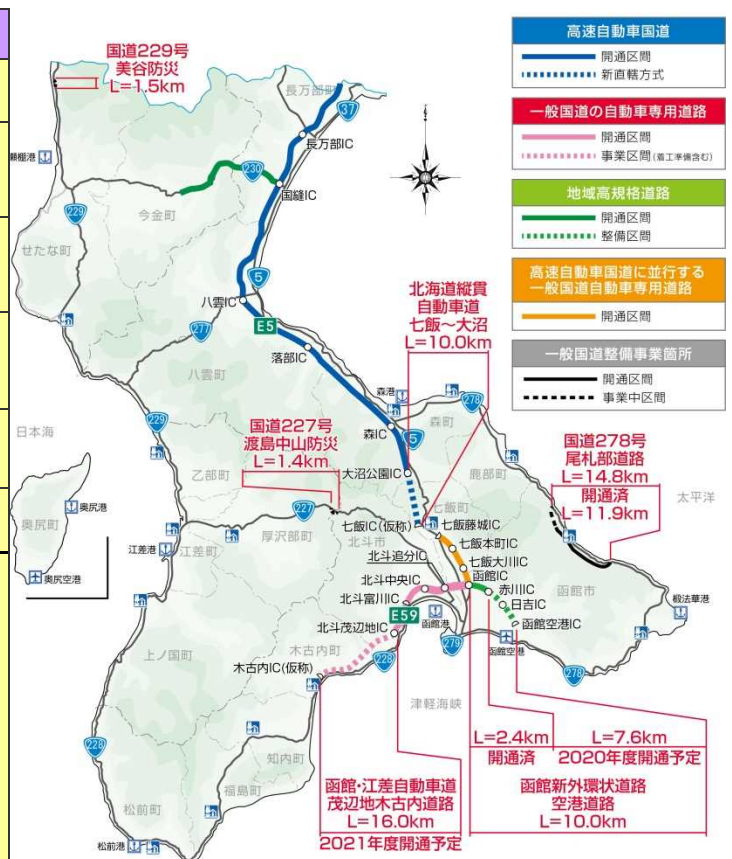 国道229号
美谷防災
L=1.5km
長万部町
37
長万部IC
230
国縫IC
瀬棚港
229
今金町
せたな町
5
八雲IC
E5
277
落部IC
八雲町
北海道縦貫
自動車道
七飯～大沼
L=10.0km
森港
278
森町
森IC
5
鹿部町
229
日本海
国道227号
渡島中山防災
L=1.4km
大沼公園IC
国道278号
尾札部道路
L=14.8km
開通済
L=11.9km
太平洋
乙部町
227
七飯町
七飯IC(仮称)
七飯藤城IC
厚沢部町
北斗市
奥尻港
奥尻町
江差港
江差町
北斗追分IC
七飯本町IC
七飯大川IC
函館IC
北斗中央IC
赤川IC
函館市
奥尻空港
北斗富川IC
日吉IC
椴法華港
E59
函館港
函館空港IC
北斗茂辺地IC
279
函館空港
上ノ国町
木古内町
228
木古内IC(仮称)
278
津軽海峡
228
知内町
L=2.4km
L=7.6km
開通済
2020年度開通予定
福島町
函館・江差自動車道
茂辺地木古内道路
L=16.0km
2021年度開通予定
函館新外環状道路
空港道路
L=10.0km
松前町
松前港
高速自動車国道
開通区間
新直轄方式
一般国道の自動車専用道路
開通区間
事業区間(着工準備含む)
地域高規格道路
開通区間
整備区間
高速自動車国道に並行する
一般国道自動車専用道路
開通区間
一般国道整備事業箇所
開通区間
事業中区間